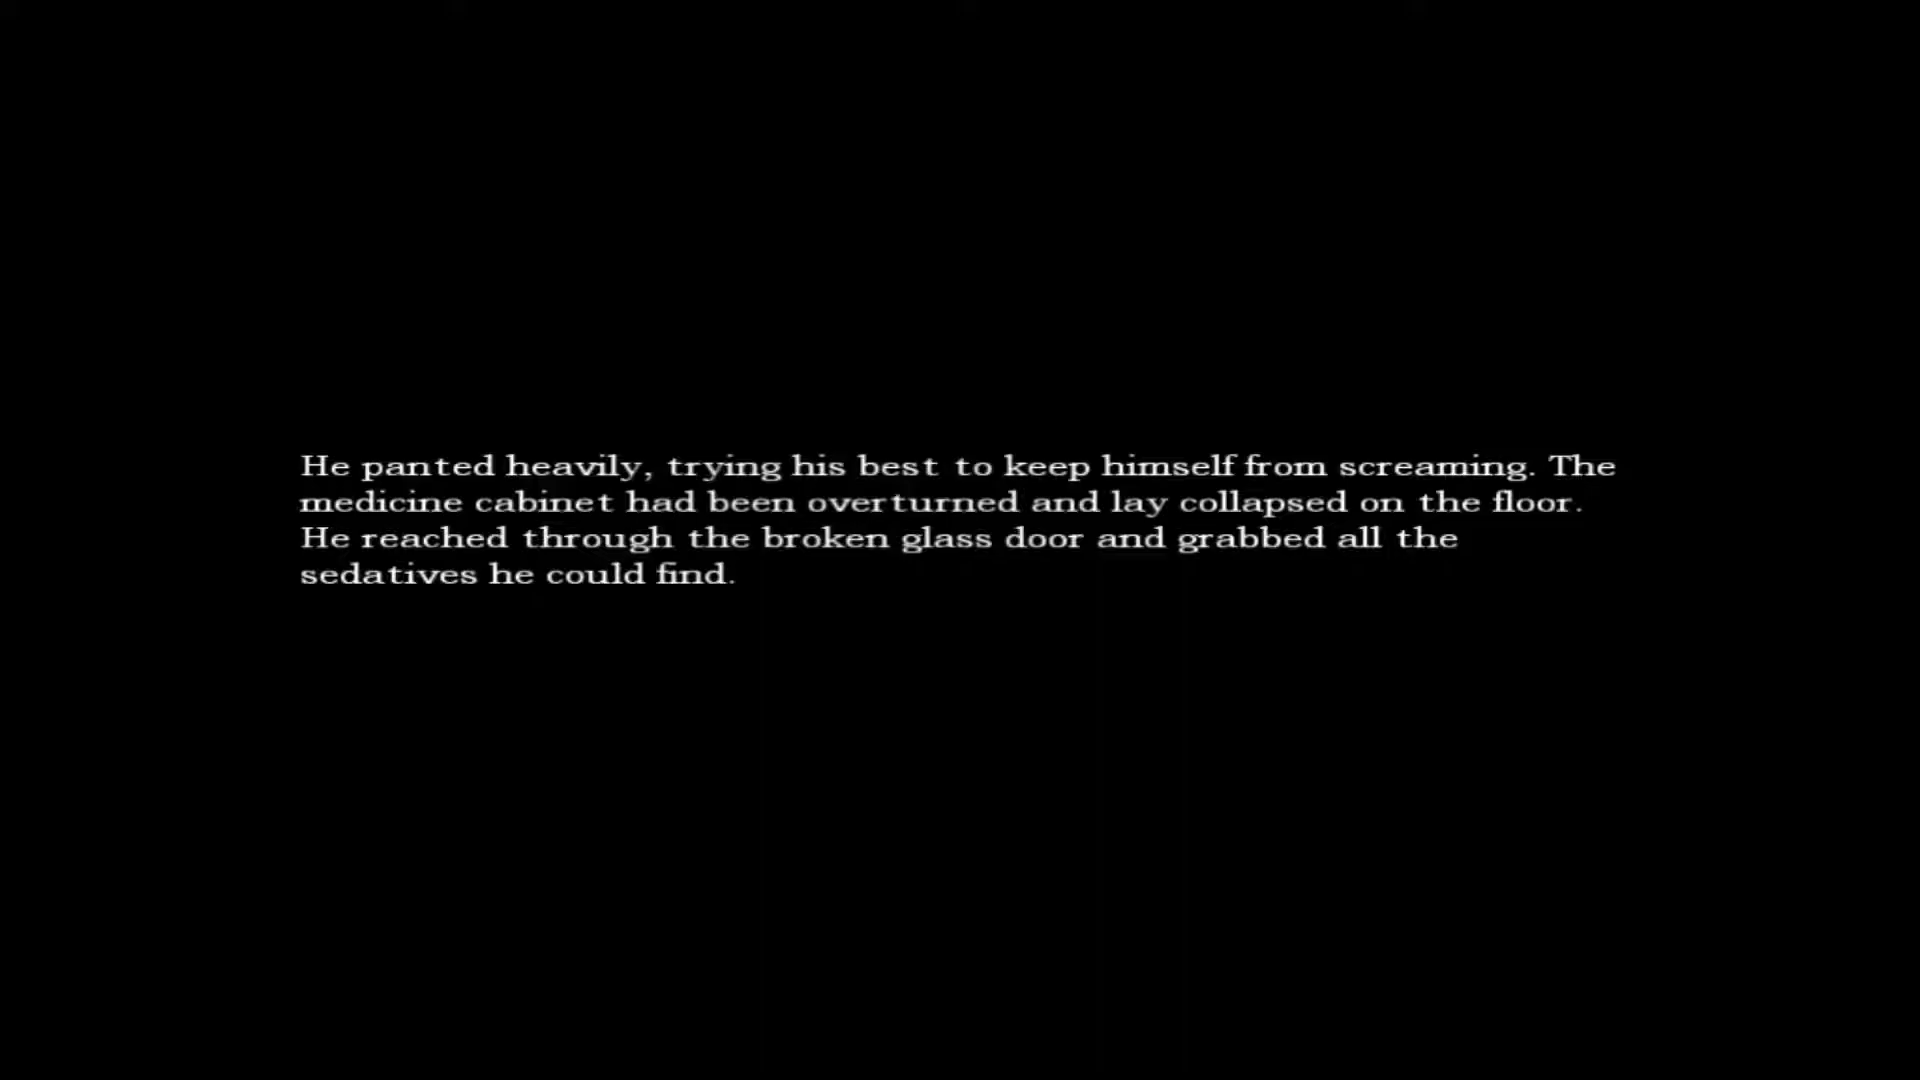 He panted heavily, trying his best to keep himself from screaming. The
medicine cabinet had been overturned and lay collapsed on the floor.
He reached through the broken glass door and grabbed all the
sedatives he could find.